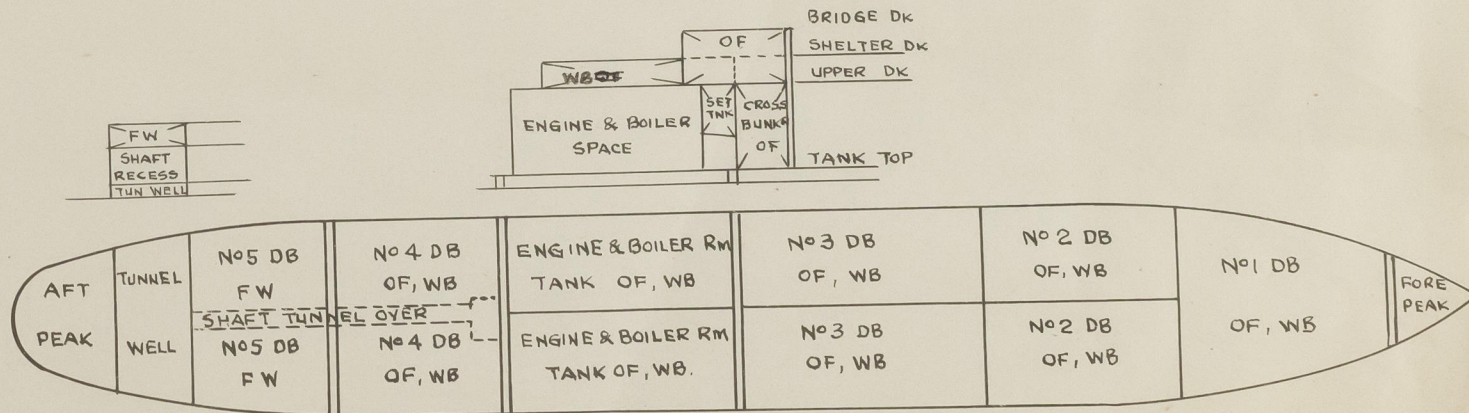 BRIDGE DK
OF
SHELTER DK
WB
UPPER DK
SET
TNK
CROSS
BUNKR
OF
ENGINE & BOILER
SPACE
TANK TOP
FW
SHAFT
RECESS
TUN WELL
AFT
PEAK
TUNNEL
WELL
No5 DB
FW
No4 DB
OF, WB
SHAFT TUNNEL OVER
No5 DB
FW
No4 DB
OF, WB
ENGINE & BOILER Rm
TANK OF, WB
ENGINE & BOILER Rm
TANK OF, WB.
No3 DB
OF, WB
No3 DB
OF, WB
No2 DB
OF, WB
No2 DB
OF, WB
No1 DB
OF, WB
FORE
PEAK